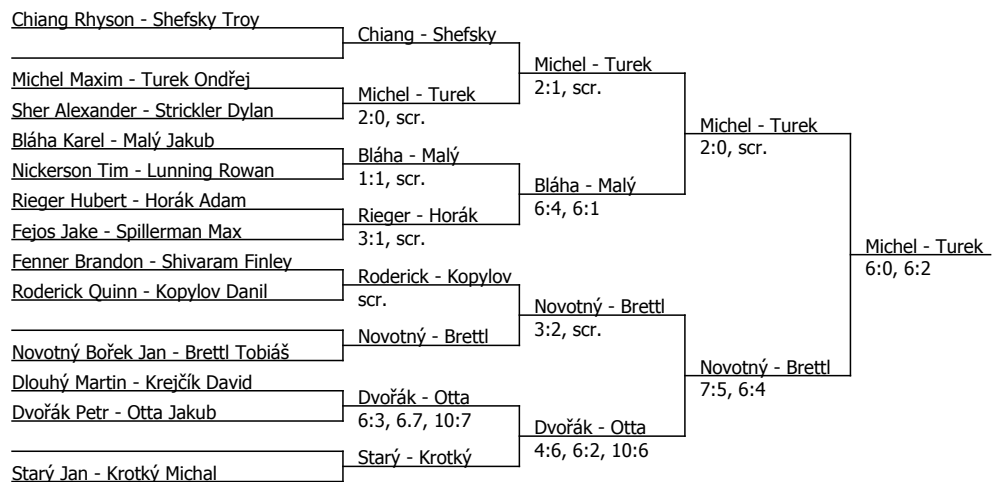 Chiang Rhyson - Shefsky Troy
Michel Maxim - Turek Ondřej
Sher Alexander - Strickler Dylan
Bláha Karel - Malý Jakub
Nickerson Tim - Lunning Rowan
Rieger Hubert - Horák Adam
Fejos Jake - Spillerman Max
Fenner Brandon - Shivaram Finley
Roderick Quinn - Kopylov Danil
Novotný Bořek Jan - Brettl Tobiáš
Dlouhý Martin - Krejčík David
Dvořák Petr - Otta Jakub
Starý Jan - Krotký Michal
Chiang - Shefsky
Michel - Turek
2:0, scr.
Bláha - Malý
1:1, scr.
Rieger - Horák
3:1, scr.
Roderick - Kopylov
scr.
Novotný - Brettl
Dvořák - Otta
6:3, 6.7, 10:7
Starý - Krotký
Michel - Turek
2:1, scr.
Bláha - Malý
6:4, 6:1
Novotný - Brettl
3:2, scr.
Dvořák - Otta
4:6, 6:2, 10:6
Michel - Turek
2:0, scr.
Novotný - Brettl
7:5, 6:4
Michel - Turek
6:0, 6:2